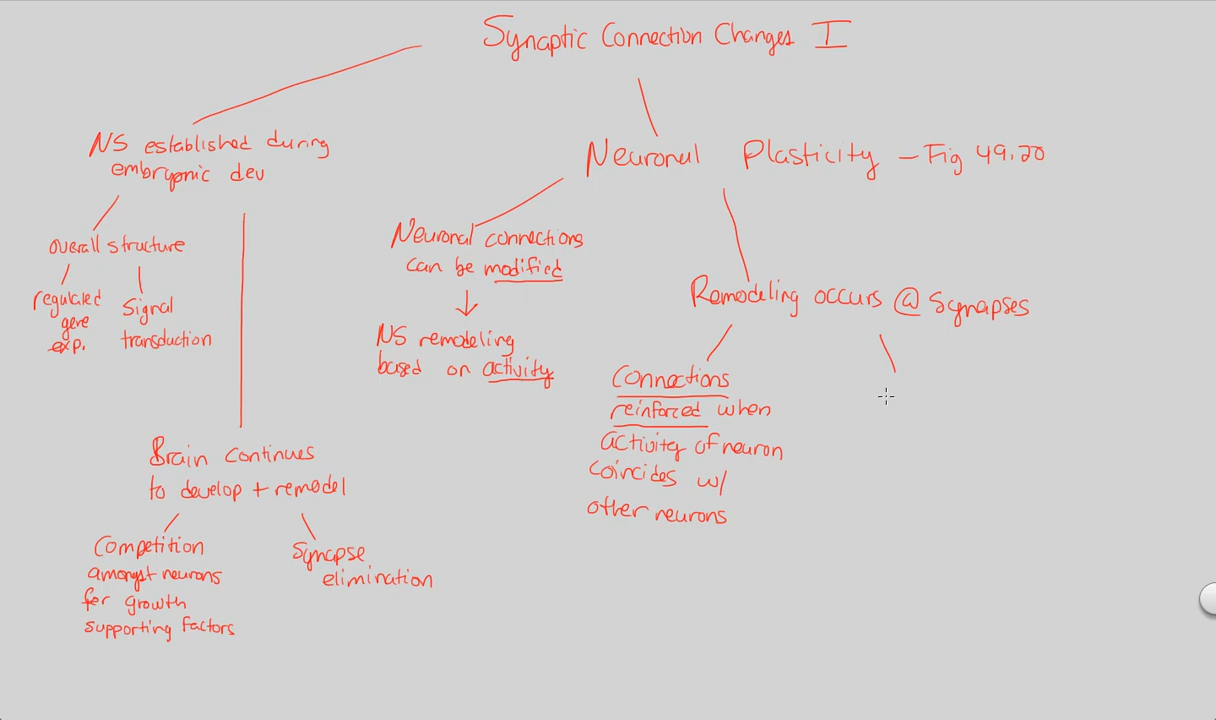 Synaptic Connection Changes I
NS established during
embryonic dev
overall structure
regulated
gene
exp.
Signal
transduction
Brain continues
to develop + remodel
Competition
amongst neurons
for growth
supporting factors
Synapse
elimination
Neuronal Plasticity - Fig 49.20
Neuronal connections
can be modified
NS remodeling
based on activity
Remodeling occurs @ synapses
Connections
reinforced when
activity of neuron
coincides w/
other neurons